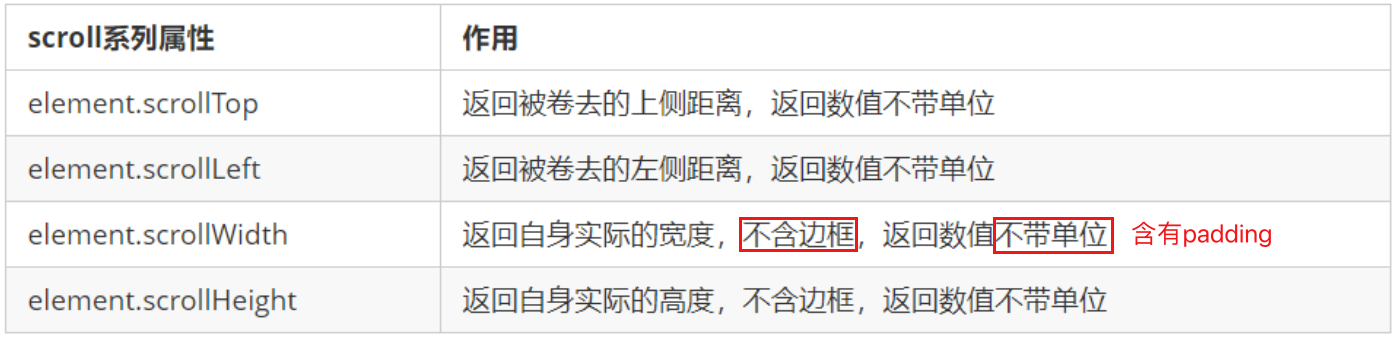 scroll系列属性 作用
element.scrollTop 返回被卷去的上侧距离，返回数值不带单位
element.scrollLeft 返回被卷去的左侧距离，返回数值不带单位
element.scrollWidth 返回自身实际的宽度，不含边框，返回数值不带单位 含有padding
element.scrollHeight 返回自身实际的高度，不含边框，返回数值不带单位